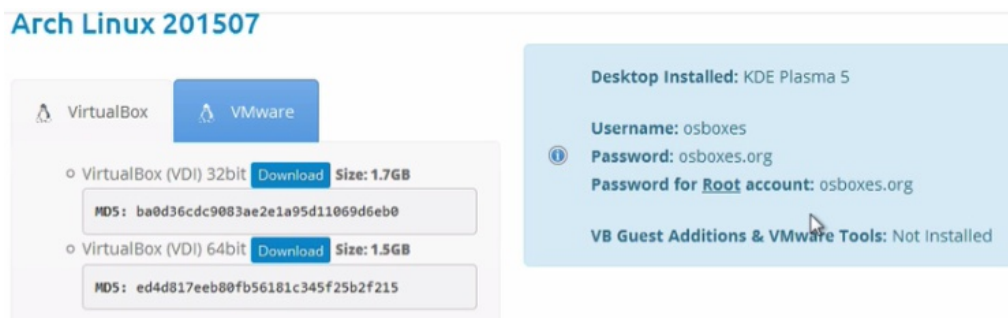 Arch Linux 201507
VirtualBox
VMware
VirtualBox (VDI) 32bit Download Size: 1.7GB
MD5: ba0d36cdc9083ae2e1a95d11069d6eb0
VirtualBox (VDI) 64bit Download Size: 1.5GB
MD5: ed4d817eeb80fb56181c345f25b2f215
Desktop Installed: KDE Plasma 5
Username: osboxes
Password: osboxes.org
Password for Root account: osboxes.org
VB Guest Additions & VMware Tools: Not Installed